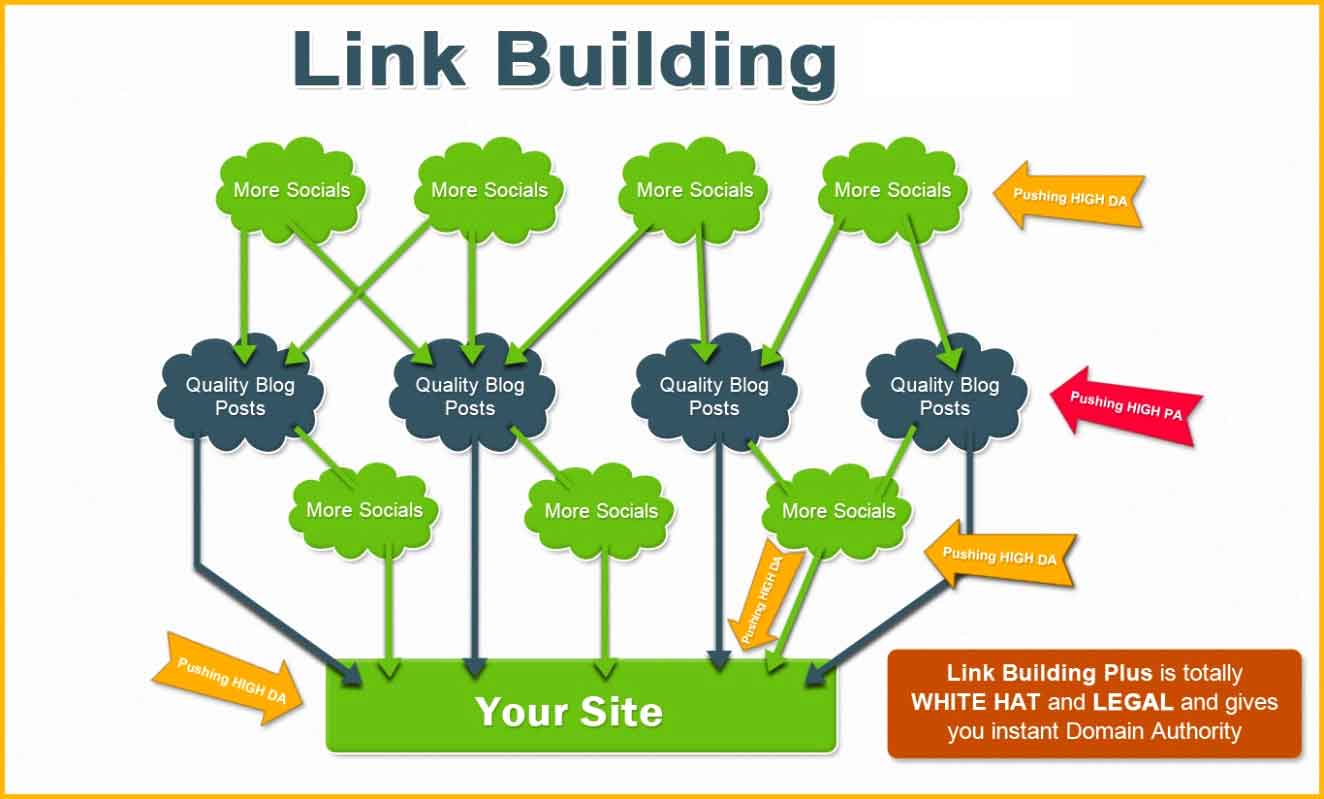 Link Building
More Socials
More Socials
More Socials
More Socials
Pushing HIGH DA
Quality Blog
Posts
Quality Blog
Posts
Quality Blog
Posts
Quality Blog
Posts
Pushing HIGH PA
More Socials
More Socials
More Socials
Pushing HIGH DA
Pushing HIGH DA
Pushing HIGH DA
Your Site
Link Building Plus is totally
WHITE HAT and LEGAL and gives
you instant Domain Authority